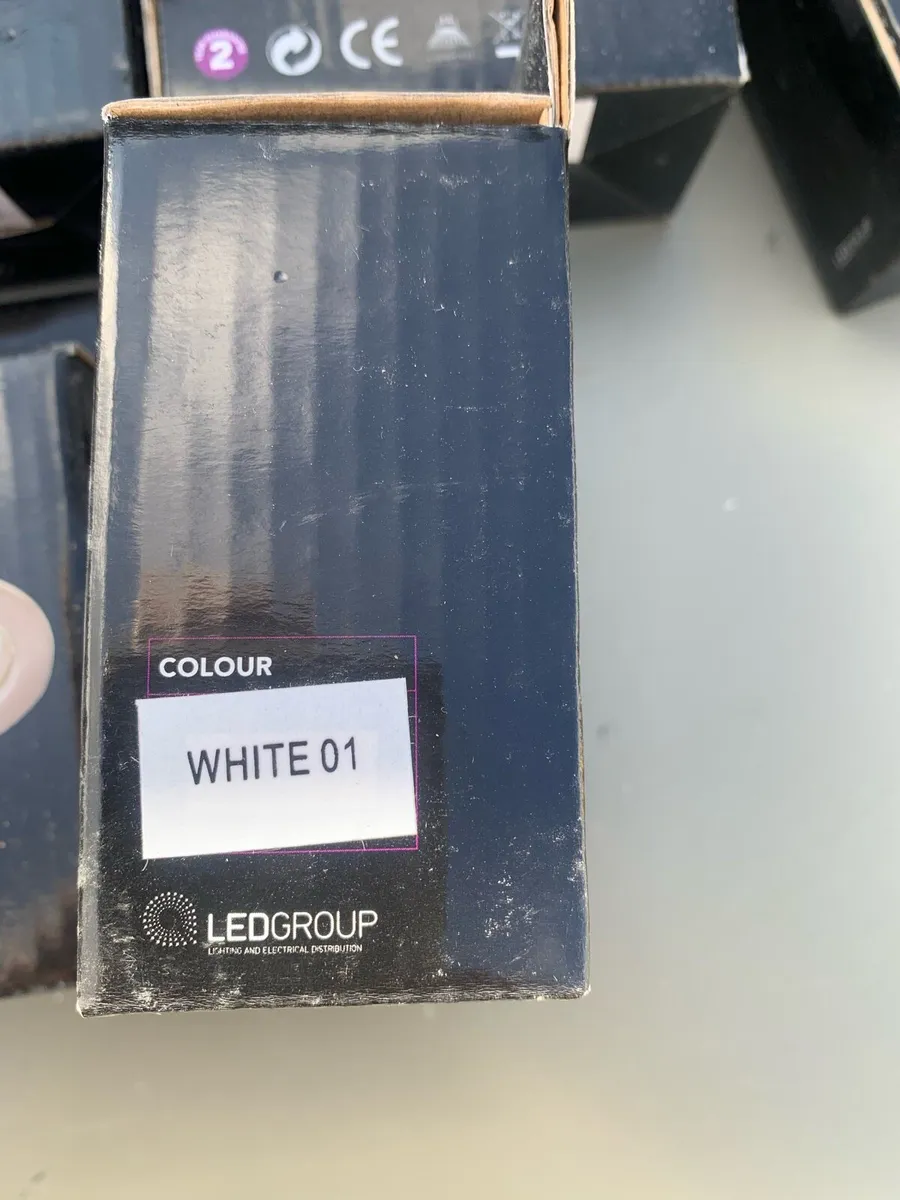 2
CE
COLOUR
WHITE 01
LEDGROUP
LIGHTING AND ELECTRICAL DISTRIBUTION